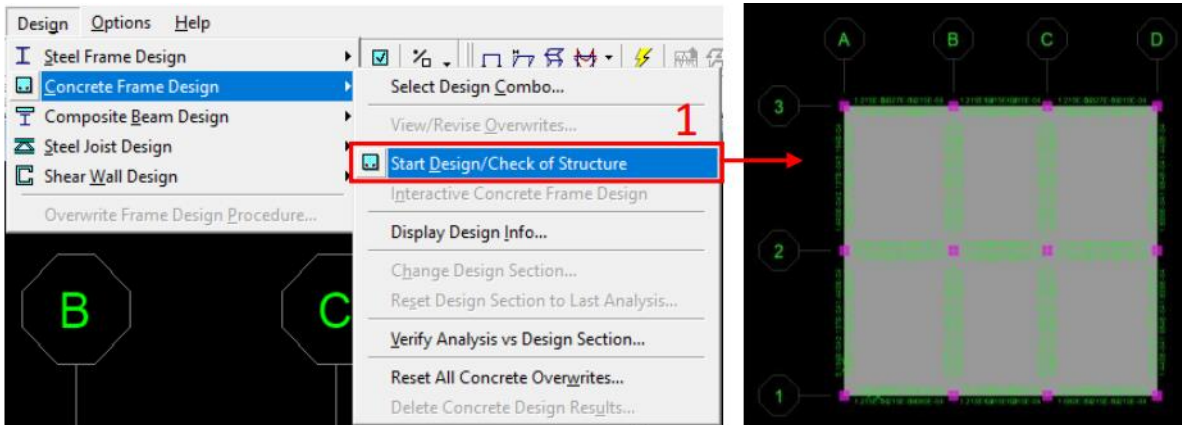 Design Options Help
Steel Frame Design
Concrete Frame Design
Composite Beam Design
Steel Joist Design
Shear Wall Design
Overwrite Frame Design Procedure...
Select Design Combo...
View/Revise Overwrites...
1
Start Design/Check of Structure
Interactive Concrete Frame Design
Display Design Info...
Change Design Section...
Reset Design Section to Last Analysis...
Verify Analysis vs Design Section...
Reset All Concrete Overwrites...
Delete Concrete Design Results...
B C
A B C D
3
2
1